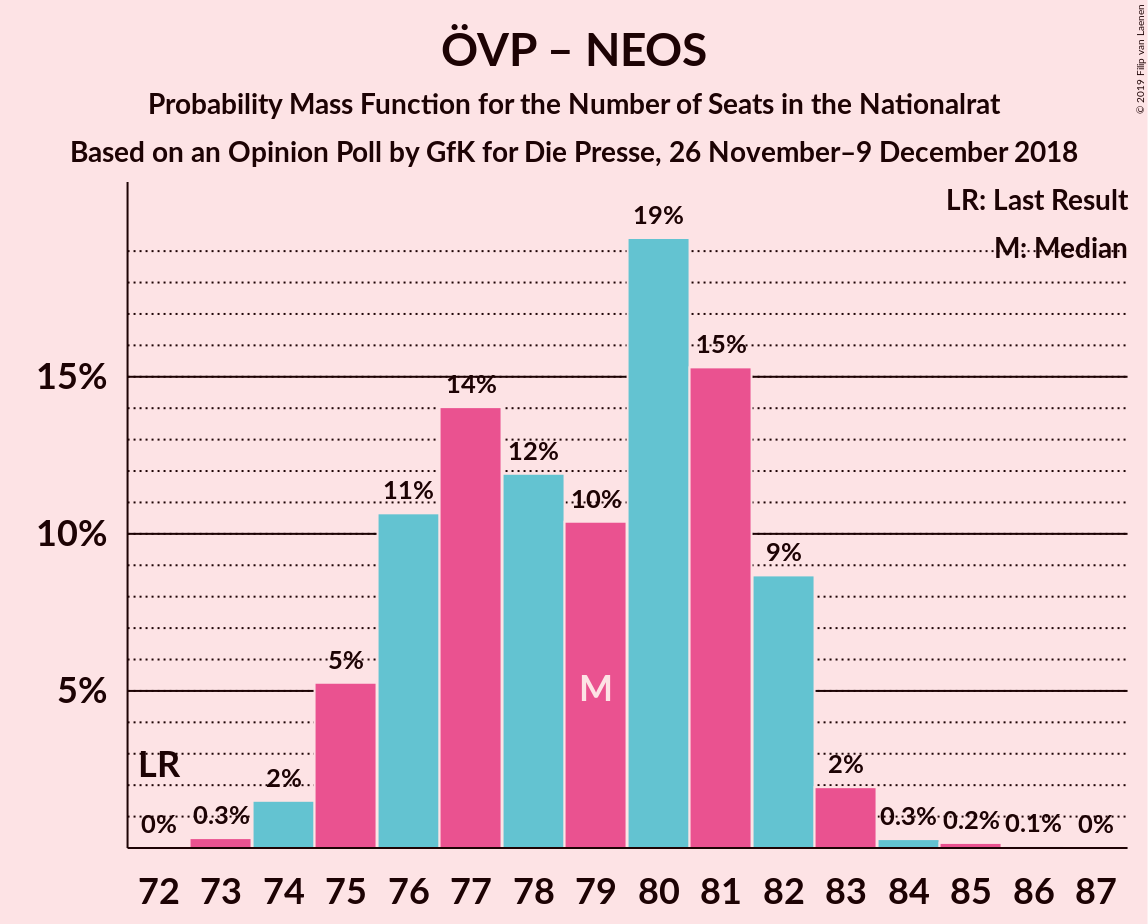 ÖVP – NEOS
Probability Mass Function for the Number of Seats in the Nationalrat
Based on an Opinion Poll by GfK for Die Presse, 26 November–9 December 2018
© 2019 Filip van Laenen
LR: Last Result
M: Median
19%
15%
15%
14%
12%
11%
10%
10%
9%
5%
5%
M
LR
2%
2%
0%
0.3%
0.3%
0.2%
0.1%
0%
72 73 74 75 76 77 78 79 80 81 82 83 84 85 86 87